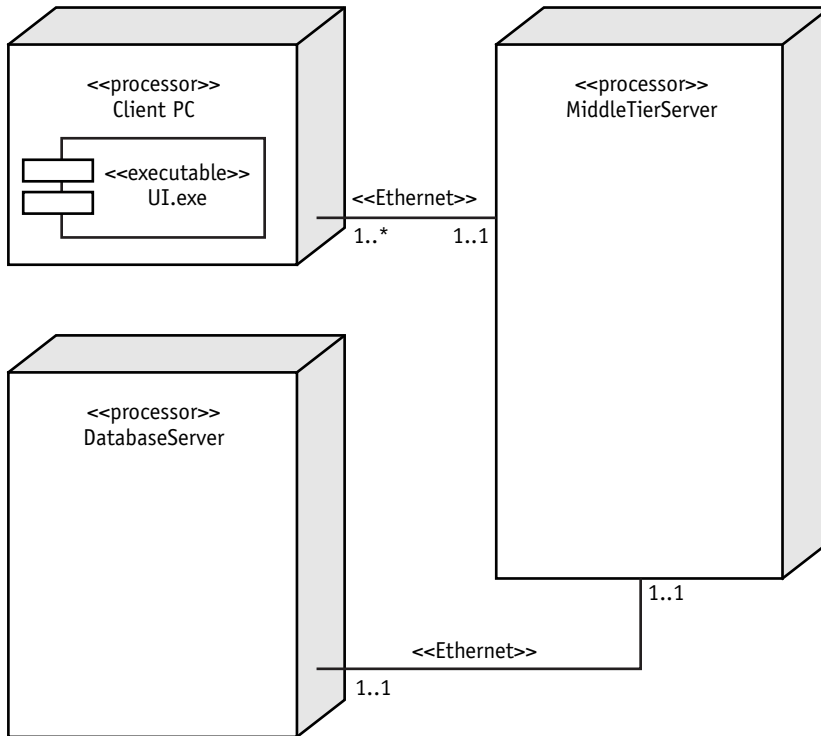 <<processor>>
Client PC
<<executable>>
UI.exe
<<Ethernet>>
1..*
1..1
<<processor>>
MiddleTierServer
<<processor>>
DatabaseServer
1..1
<<Ethernet>>
1..1